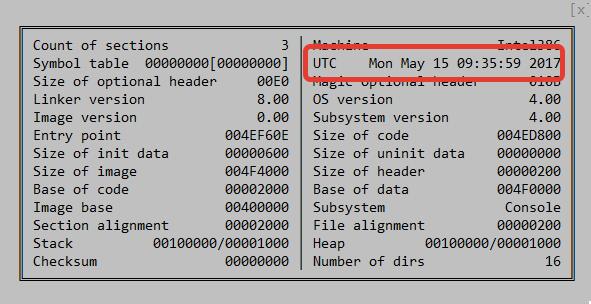 [x]
Count of sections 3 Machine Intel386
Symbol table 00000000[00000000] UTC Mon May 15 09:35:59 2017
Size of optional header 00E0 Magic optional header 010B
Linker version 8.00 OS version 4.00
Image version 0.00 Subsystem version 4.00
Entry point 004EF60E Size of code 004ED800
Size of init data 00000600 Size of uninit data 00000000
Size of image 004F4000 Size of header 00000200
Base of code 00002000 Base of data 004F0000
Image base 00400000 Subsystem Console
Section alignment 00002000 File alignment 00000200
Stack 00100000/00001000 Heap 00100000/00001000
Checksum 00000000 Number of dirs 16